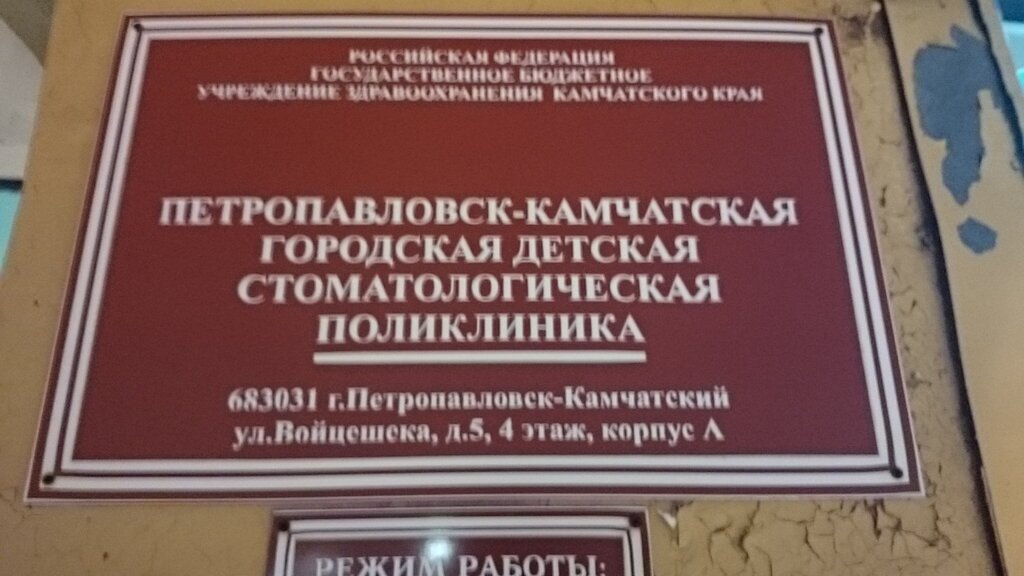 РОССИЙСКАЯ ФЕДЕРАЦИЯ
ГОСУДАРСТВЕННОЕ БЮДЖЕТНОЕ
УЧРЕЖДЕНИЕ ЗДРАВООХРАНЕНИЯ КАМЧАТСКОГО КРАЯ
ПЕТРОПАВЛОВСК-КАМЧАТСКАЯ
ГОРОДСКАЯ ДЕТСКАЯ
СТОМАТОЛОГИЧЕСКАЯ
ПОЛИКЛИНИКА
683031 г.Петропавловск-Камчатский
ул.Войцешека, д.5, 4 этаж, корпус Л
РЕЖИМ РАБОТЫ: